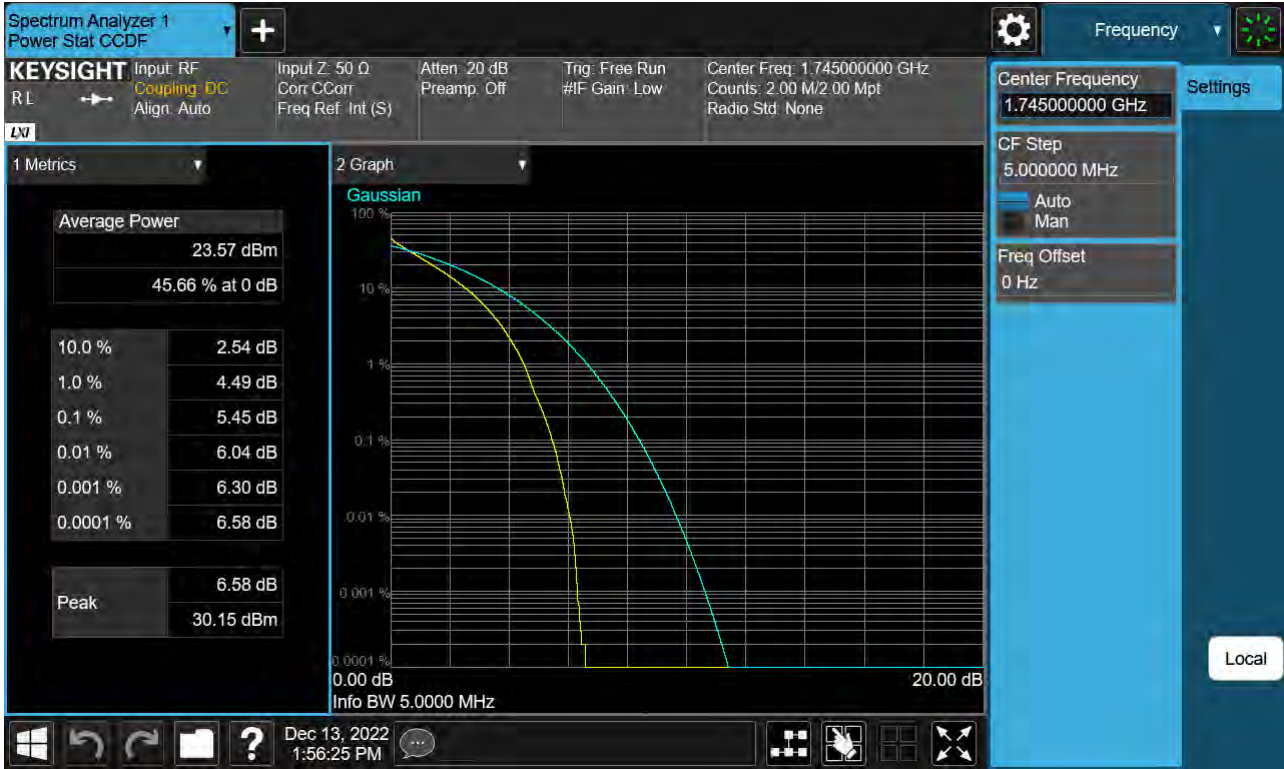 Spectrum Analyzer 1
Power Stat CCDF
Frequency
KEYSIGHT
RL
LXI
Input: RF
Coupling: DC
Align: Auto
Input Z: 50 Ω
Corr CCorr
Freq Ref: Int (S)
Atten: 20 dB
Preamp: Off
Trig: Free Run
#IF Gain: Low
Center Freq: 1.745000000 GHz
Counts: 2.00 M/2.00 Mpt
Radio Std: None
Center Frequency
1.745000000 GHz
Settings
CF Step
5.000000 MHz
Auto
Man
Freq Offset
0 Hz
Local
1 Metrics
Average Power
23.57 dBm
45.66 % at 0 dB
10.0 % 2.54 dB
1.0 % 4.49 dB
0.1 % 5.45 dB
0.01 % 6.04 dB
0.001 % 6.30 dB
0.0001 % 6.58 dB
Peak
6.58 dB
30.15 dBm
2 Graph
Gaussian
100 %
10 %
1 %
0.1 %
0.01 %
0.001 %
0.0001 %
0.00 dB 20.00 dB
Info BW 5.0000 MHz
?
Dec 13, 2022
1:56:25 PM